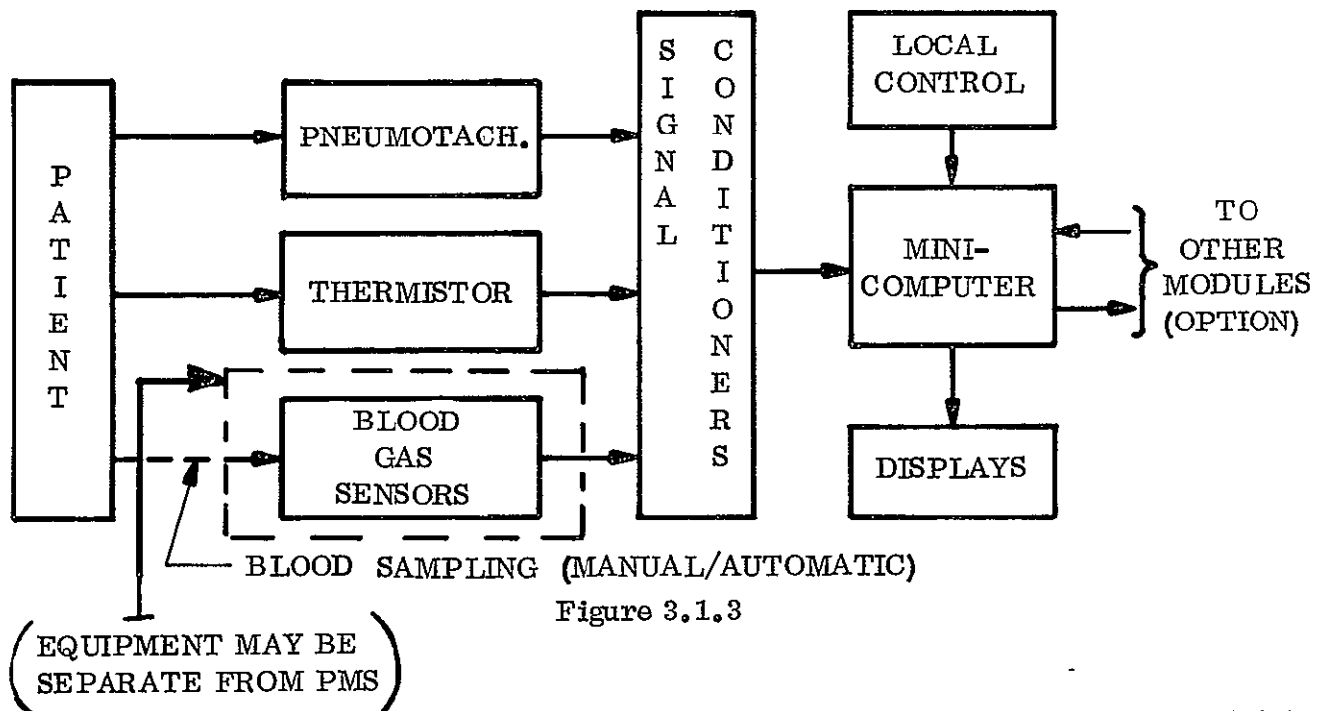 PATIENT
PNEUMOTACH.
THERMISTOR
BLOOD
GAS
SENSORS
SIGNAL
CONDITIONERS
LOCAL
CONTROL
MINI-
COMPUTER
DISPLAYS
TO
OTHER
MODULES
(OPTION)
BLOOD SAMPLING (MANUAL/AUTOMATIC)
Figure 3.1.3
(EQUIPMENT MAY BE
SEPARATE FROM PMS)